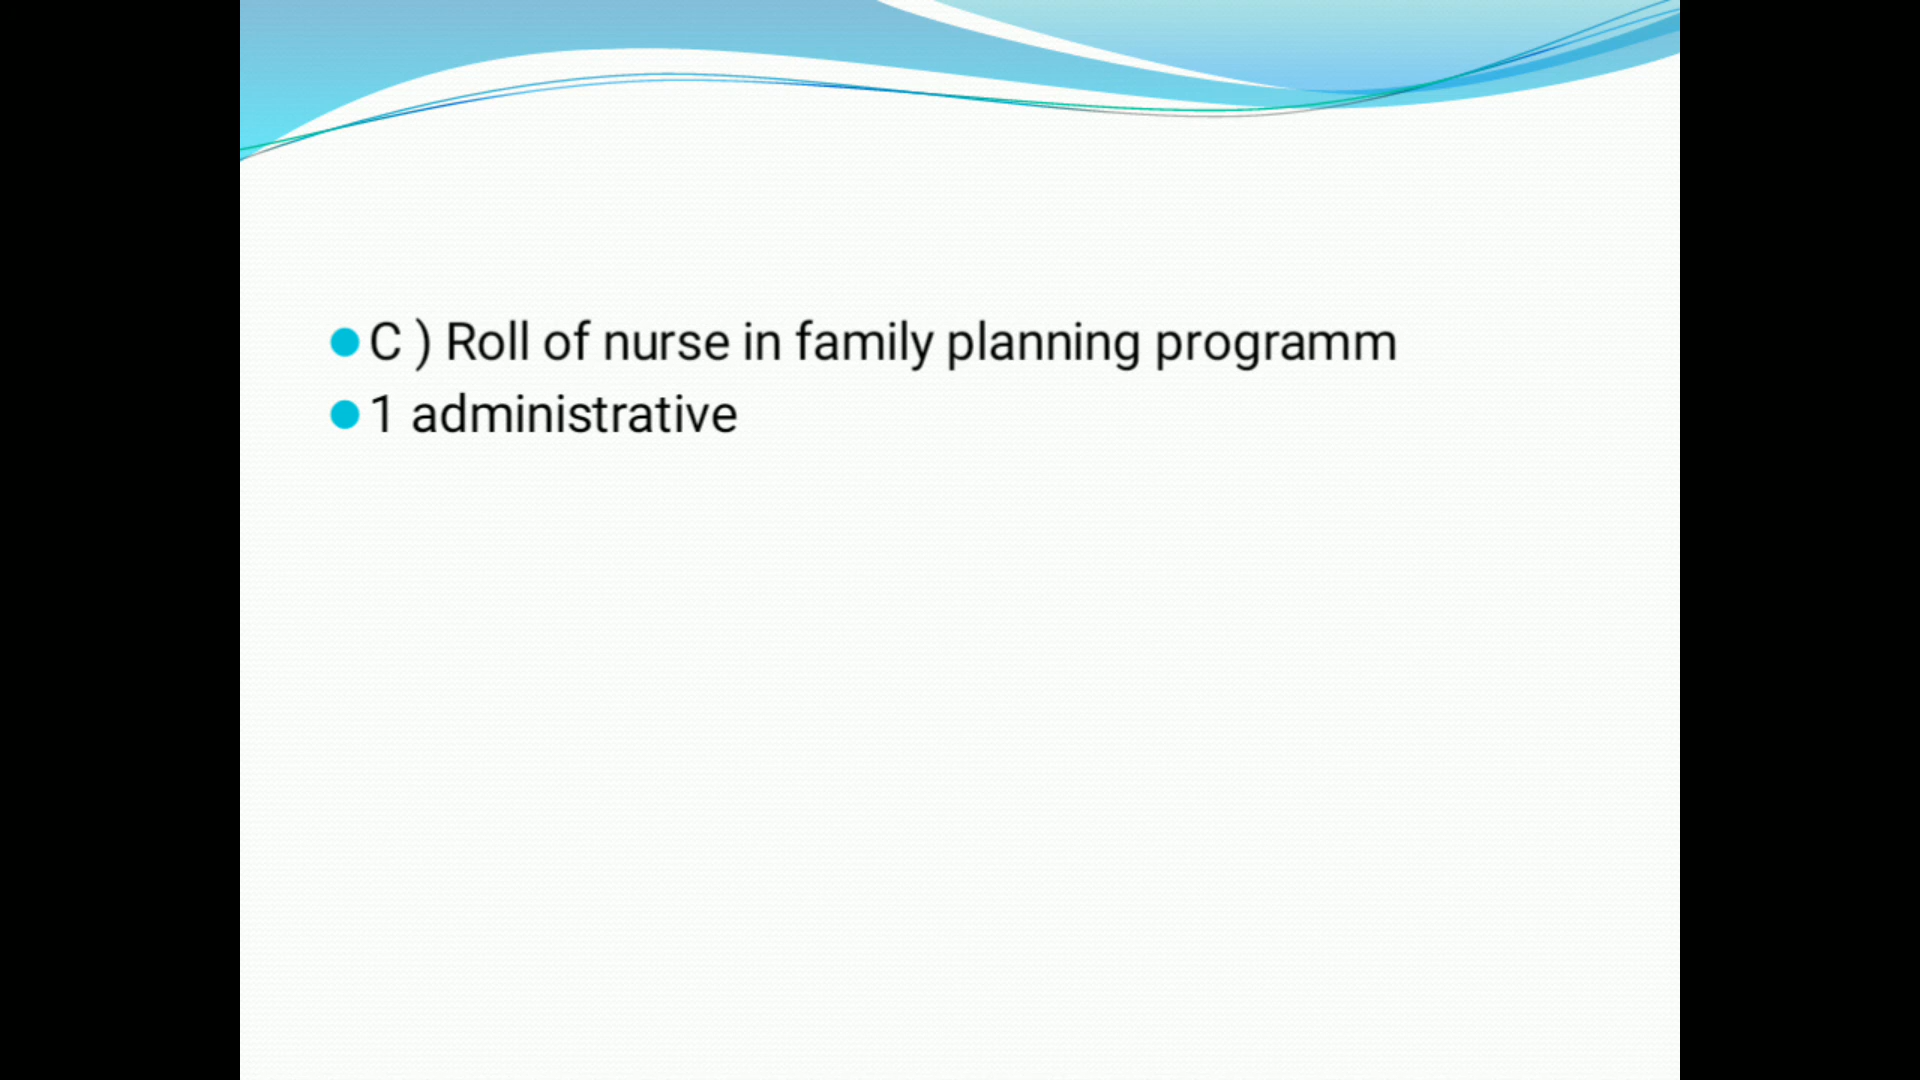 C ) Roll of nurse in family planning programm
1 administrative